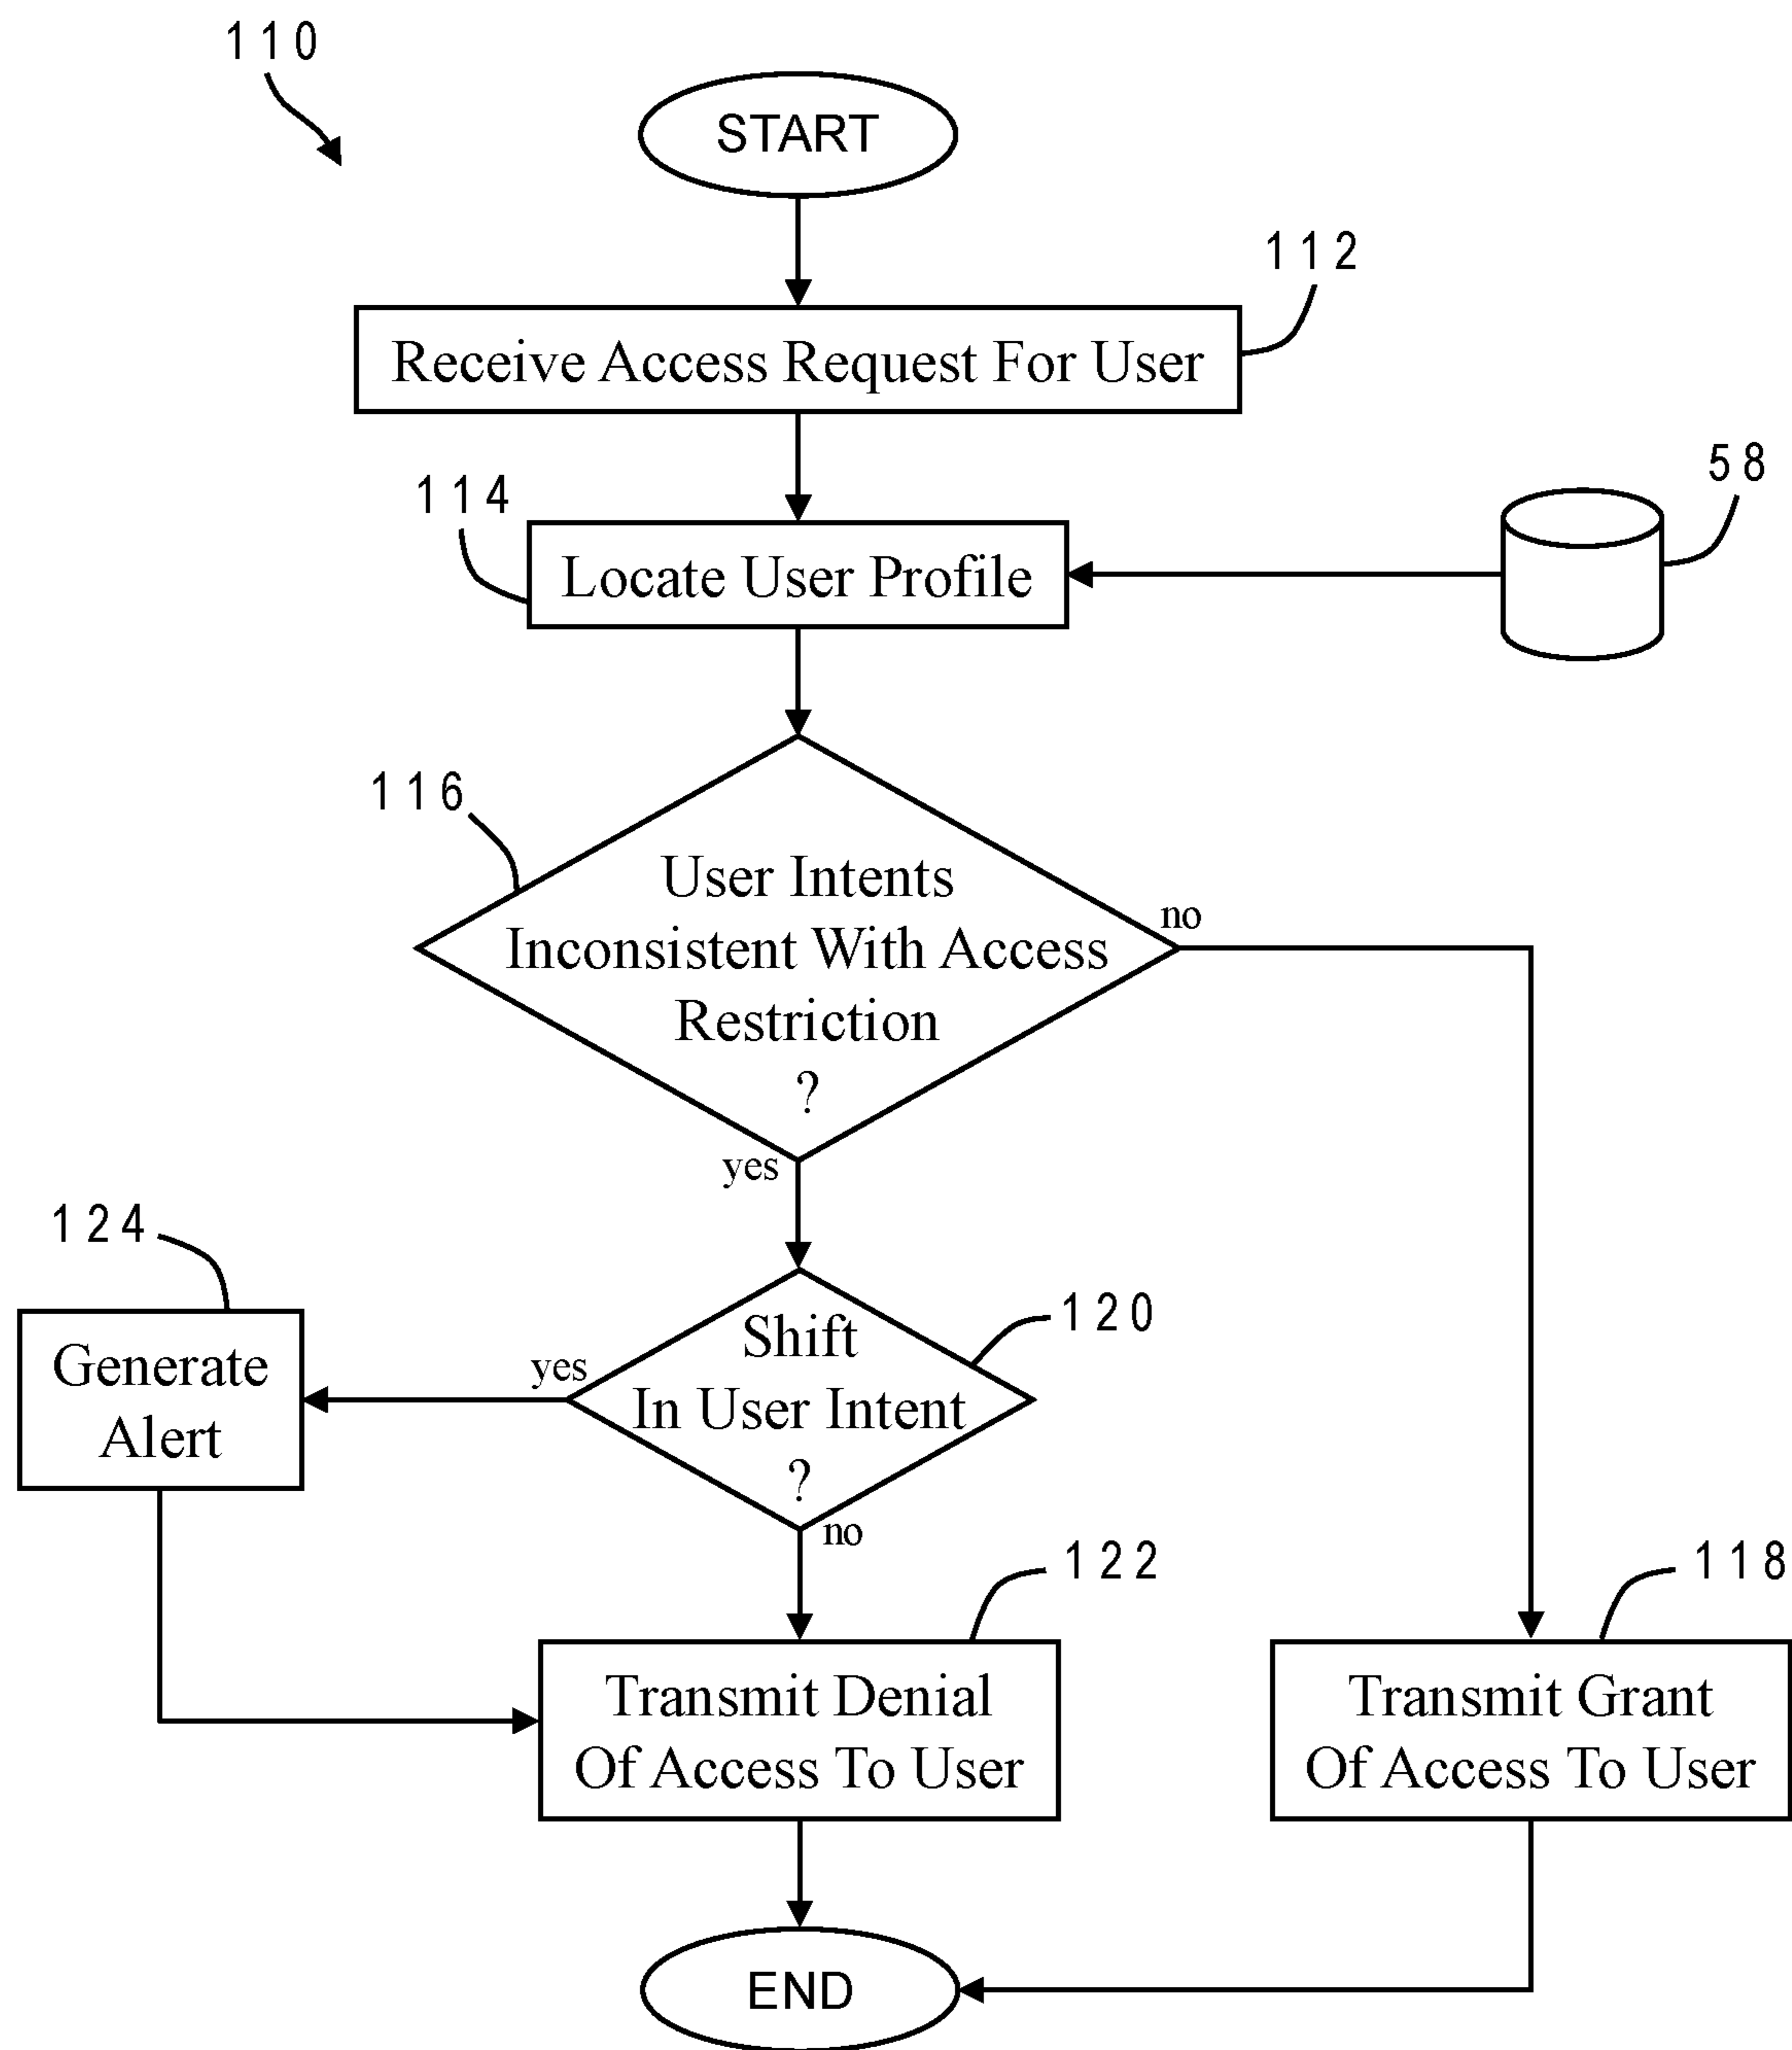 110
START
112
Receive Access Request For User
114
58
Locate User Profile
116
User Intents
Inconsistent With Access
Restriction
?
no
yes
124
120
Generate
Alert
yes
Shift
In User Intent
?
no
122
118
Transmit Denial
Of Access To User
Transmit Grant
Of Access To User
END